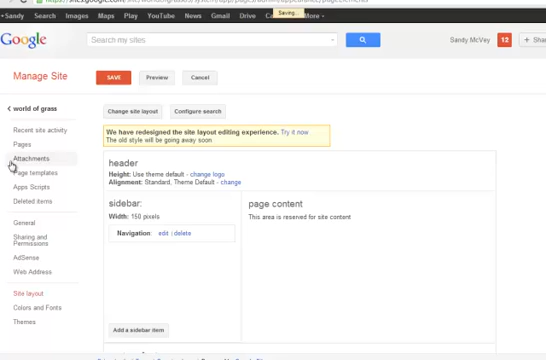 +Sandy Search Images Maps Play YouTube News Gmail Drive More
Saving...
Google Search my sites Sandy McVey 12 + Shar
Manage Site SAVE Preview Cancel
world of grass
Change site layout Configure search
Recent site activity
Pages
Attachments
Page templates
Apps Scripts
Deleted items
General
Sharing and
Permissions
AdSense
Web Address
Site layout
Colors and Fonts
Themes
We have redesigned the site layout editing experience. Try it now
The old style will be going away soon
header
Height: Use theme default - change logo
Alignment: Standard, Theme Default - change
sidebar:
Width: 150 pixels
Navigation: edit | delete
Add a sidebar item
page content
This area is reserved for site content